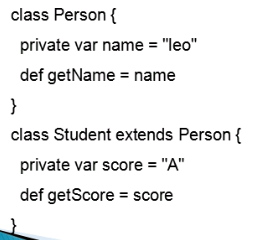 class Person {
private var name = "leo"
def getName = name
}
class Student extends Person {
private var score = "A"
def getScore = score
}